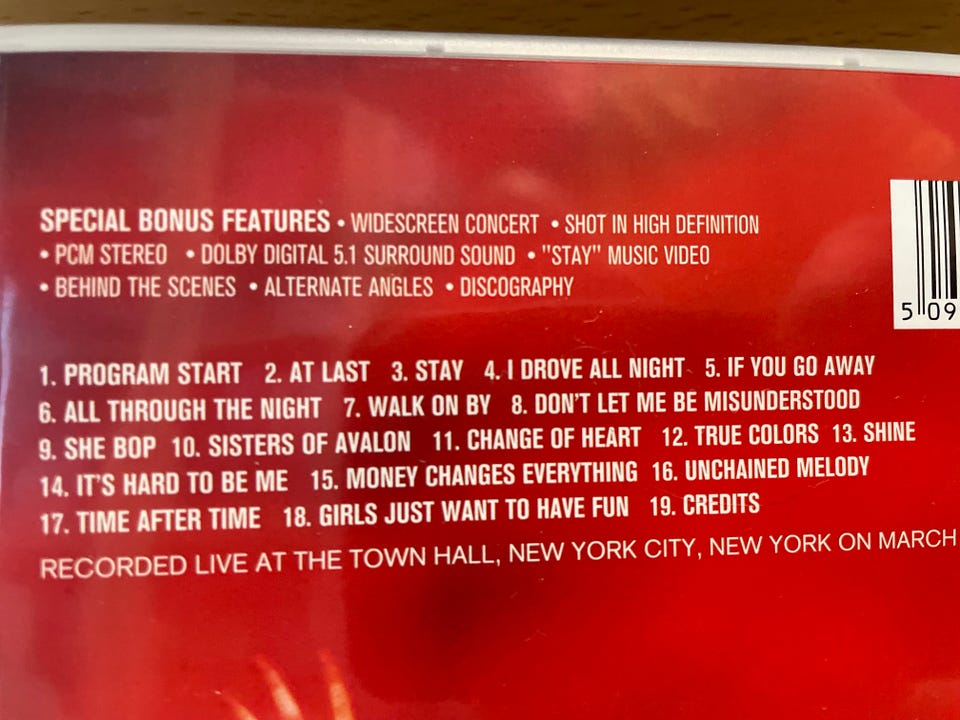 SPECIAL BONUS FEATURES • WIDESCREEN CONCERT • SHOT IN HIGH DEFINITION
• PCM STEREO • DOLBY DIGITAL 5.1 SURROUND SOUND • "STAY" MUSIC VIDEO
• BEHIND THE SCENES • ALTERNATE ANGLES • DISCOGRAPHY
5 09
1. PROGRAM START 2. AT LAST 3. STAY 4. I DROVE ALL NIGHT 5. IF YOU GO AWAY
6. ALL THROUGH THE NIGHT 7. WALK ON BY 8. DON'T LET ME BE MISUNDERSTOOD
9. SHE BOP 10. SISTERS OF AVALON 11. CHANGE OF HEART 12. TRUE COLORS 13. SHINE
14. IT'S HARD TO BE ME 15. MONEY CHANGES EVERYTHING 16. UNCHAINED MELODY
17. TIME AFTER TIME 18. GIRLS JUST WANT TO HAVE FUN 19. CREDITS
RECORDED LIVE AT THE TOWN HALL, NEW YORK CITY, NEW YORK ON MARCH